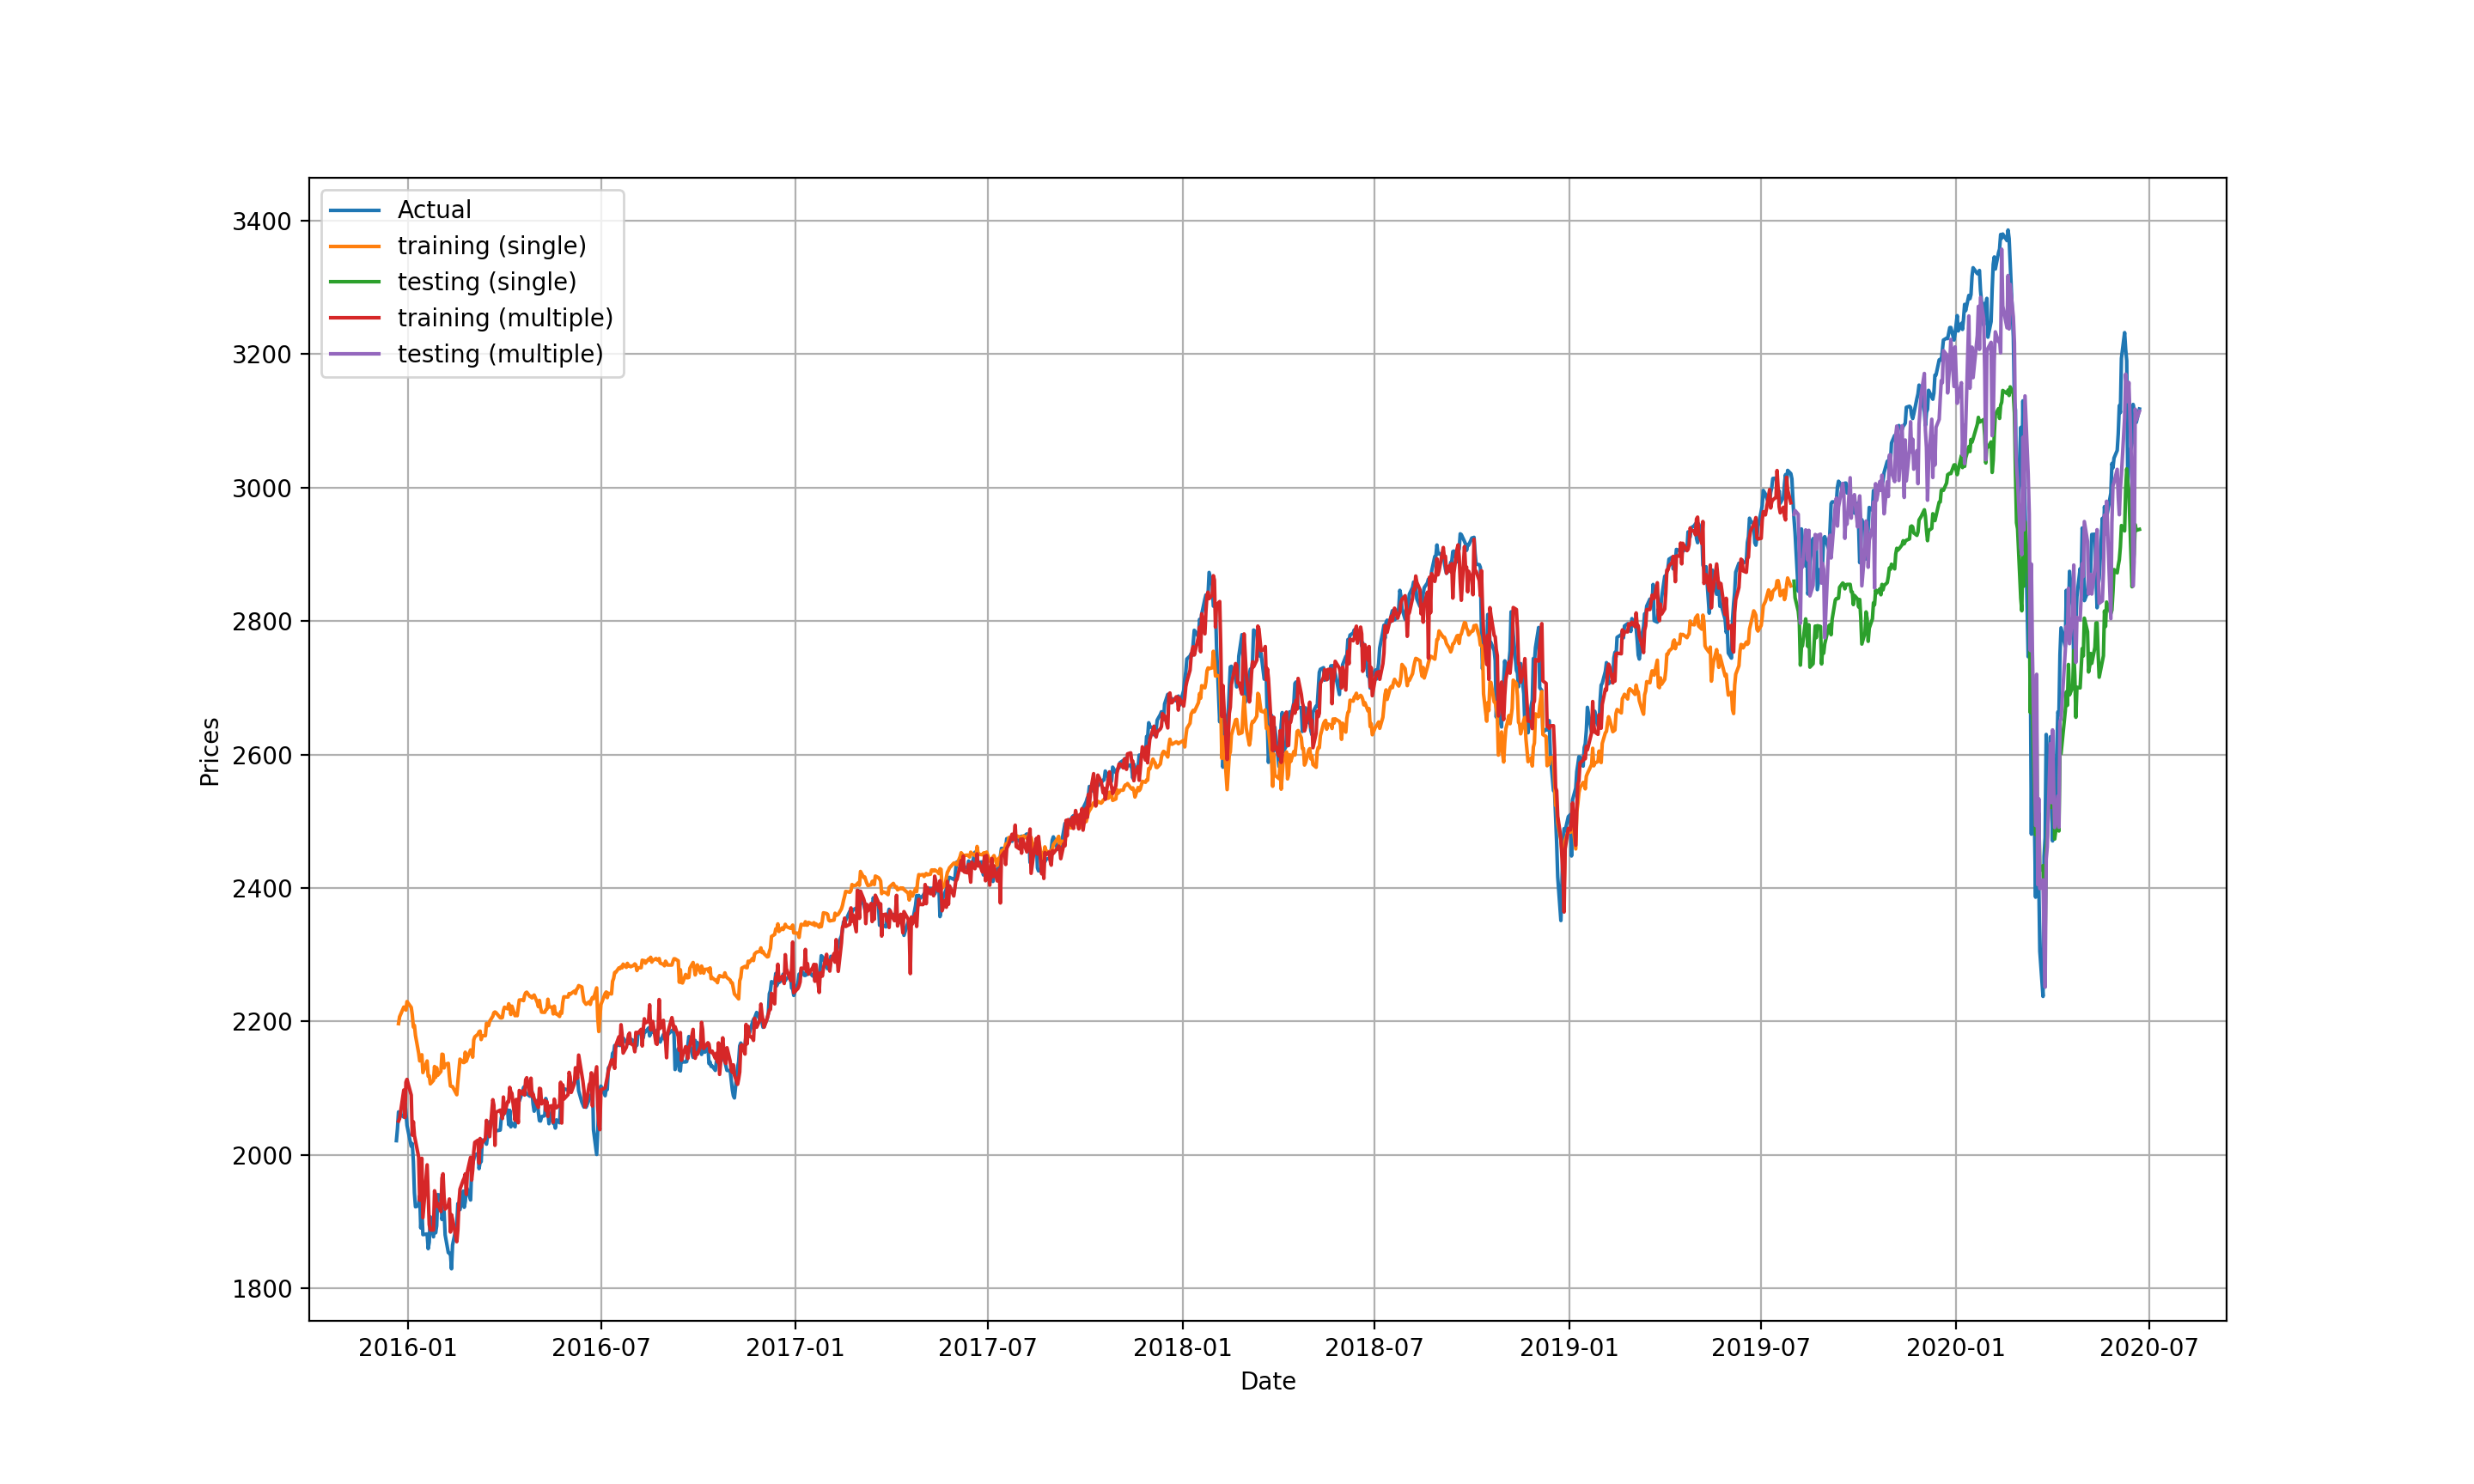 Actual
training (single)
testing (single)
training (multiple)
testing (multiple)
3400
3200
3000
2800
2600
2400
2200
2000
1800
Prices
2016-01 2016-07 2017-01 2017-07 2018-01 2018-07 2019-01 2019-07 2020-01 2020-07
Date